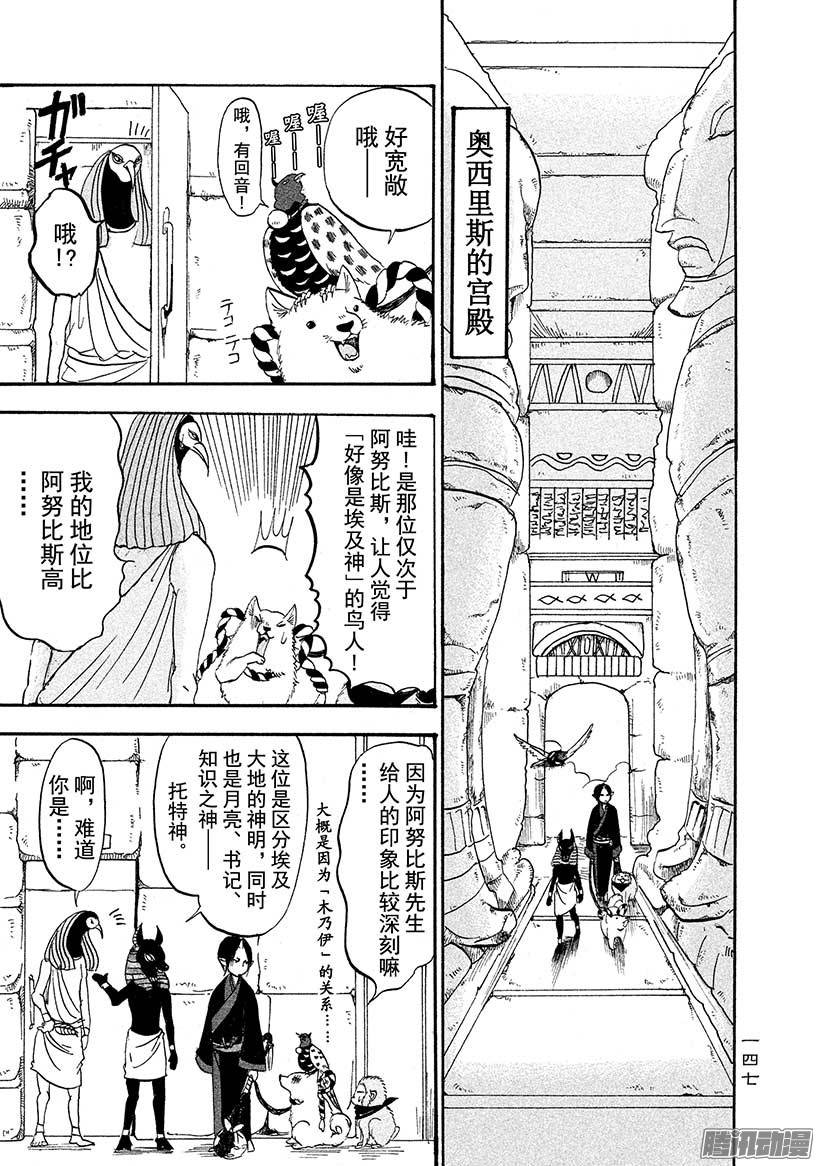 奥西里斯的宫殿
好宽敞
哦——
喔——
喔——
喔——
哦，
有回音！
テコ
テコ
ガチャ
哦
!?
哇！是那位仅次于
阿努比斯，让人觉得
「好像是埃及神」的鸟人！
我的地位比
阿努比斯高
……
因为阿努比斯先生
给人的印象比较深刻嘛
……
大概是因为「木乃伊」的关系……
这位是区分埃及
大地的神明，同时
也是月亮、书记、
知识之神——
托特神。
啊，难道
你是……
一四七
腾讯动漫